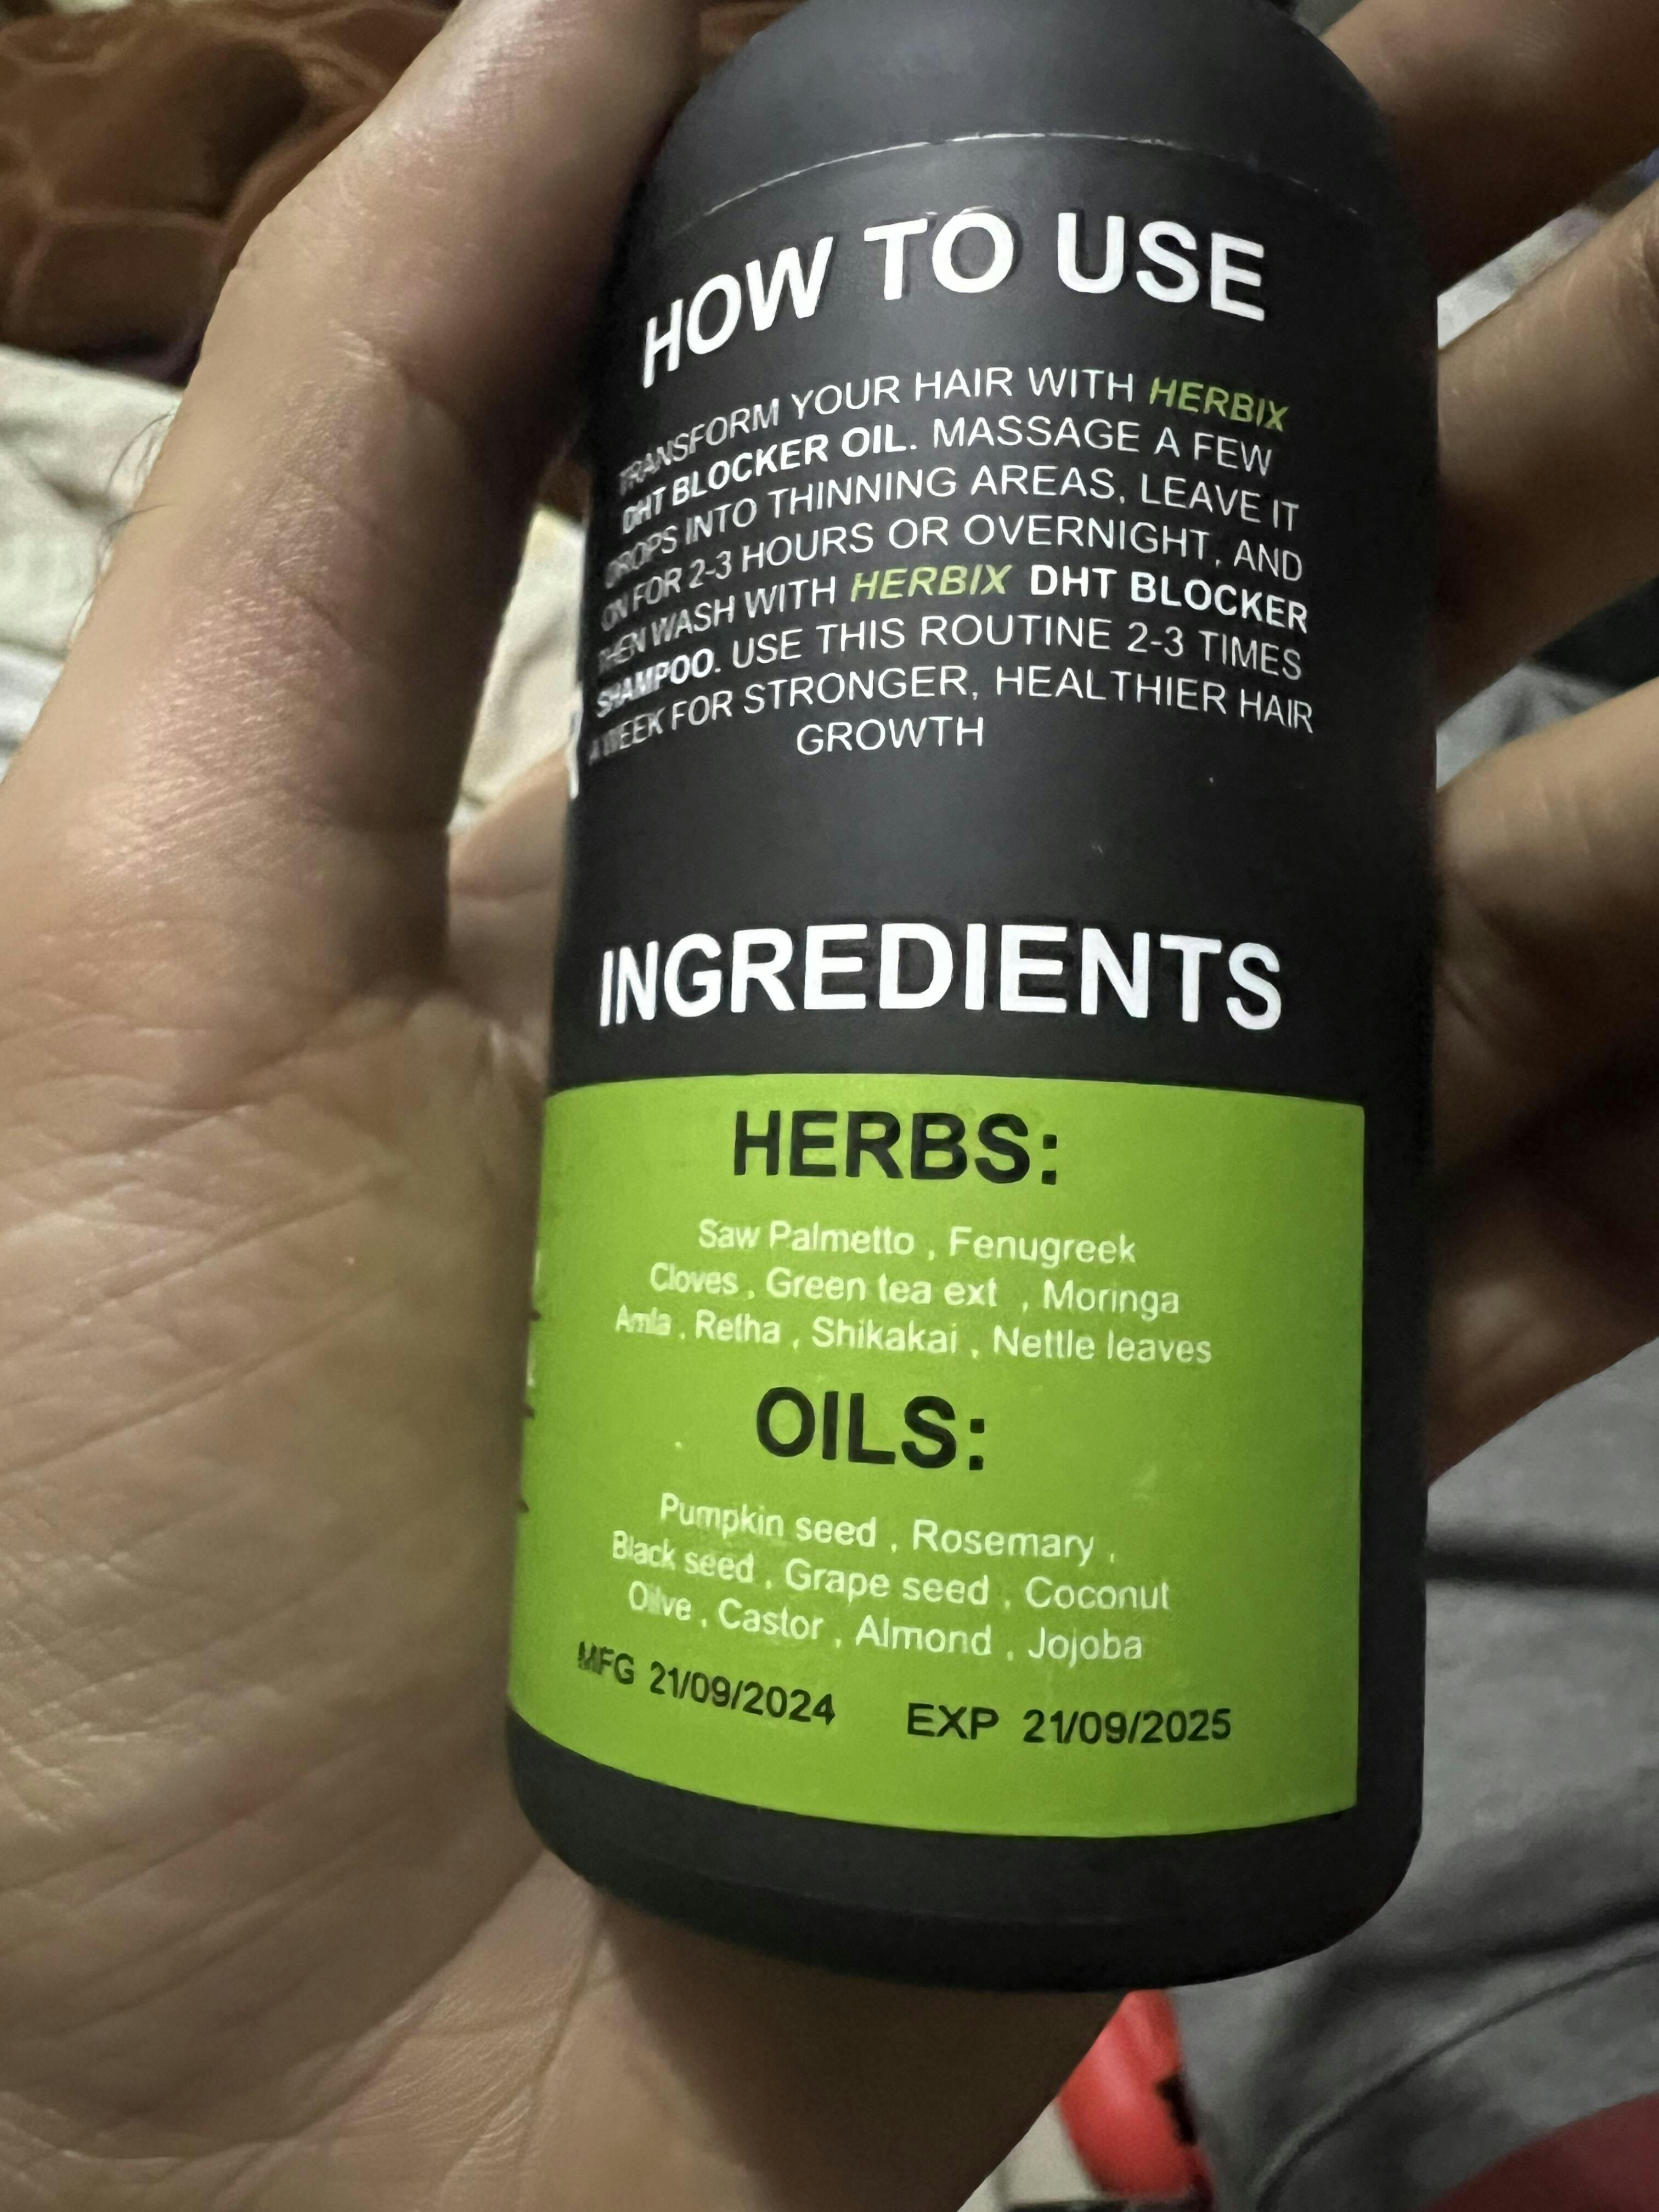 HOW TO USE
TRANSFORM YOUR HAIR WITH HERBIX
DHT BLOCKER OIL. MASSAGE A FEW
DROPS INTO THINNING AREAS, LEAVE IT
ON FOR 2-3 HOURS OR OVERNIGHT, AND
THEN WASH WITH HERBIX DHT BLOCKER
SHAMPOO. USE THIS ROUTINE 2-3 TIMES
A WEEK FOR STRONGER, HEALTHIER HAIR
GROWTH
INGREDIENTS
HERBS:
Saw Palmetto , Fenugreek
Cloves , Green tea ext , Moringa
Amla , Retha , Shikakai , Nettle leaves
OILS:
Pumpkin seed , Rosemary ,
Black seed , Grape seed , Coconut
Oilve , Castor , Almond , Jojoba
MFG 21/09/2024 EXP 21/09/2025